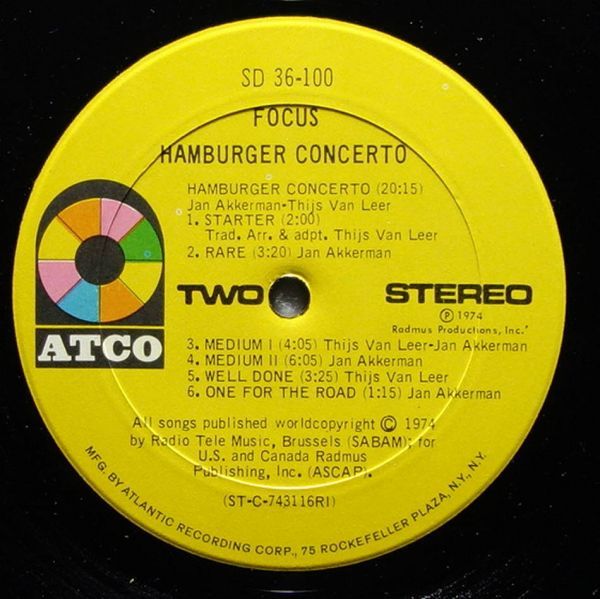 SD 36-100
FOCUS
HAMBURGER CONCERTO
HAMBURGER CONCERTO (20:15)
Jan Akkerman-Thijs Van Leer
1. STARTER (2:00)
Trad. Arr. & adpt. Thijs Van Leer
2. RARE (3:20) Jan Akkerman
ATCO
TWO
STEREO
Ⓟ 1974
Radmus Productions, Inc.
3. MEDIUM I (4:05) Thijs Van Leer-Jan Akkerman
4. MEDIUM II (6:05) Jan Akkerman
5. WELL DONE (3:25) Thijs Van Leer
6. ONE FOR THE ROAD (1:15) Jan Akkerman
All songs published worldcopyright © 1974
by Radio Tele Music, Brussels (SABAM); for
U.S. and Canada Radmus
Publishing, Inc. (ASCAP).
(ST-C-743116RI)
MFG. BY ATLANTIC RECORDING CORP., 75 ROCKEFELLER PLAZA, N.Y., N.Y.